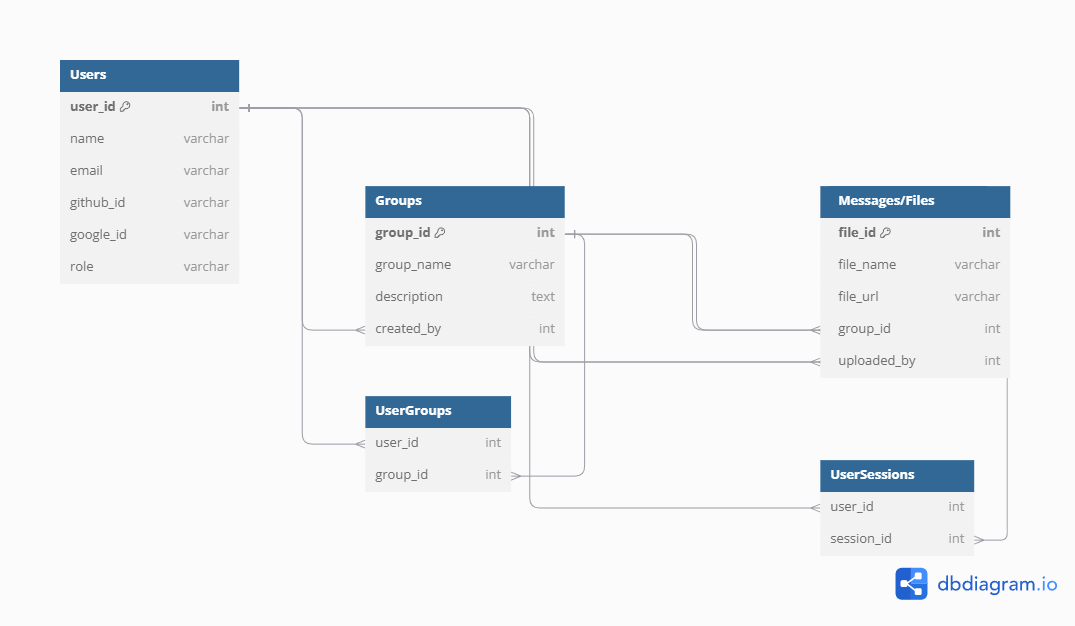 Users
user_id int
name varchar
email varchar
github_id varchar
google_id varchar
role varchar
Groups
group_id int
group_name varchar
description text
created_by int
Messages/Files
file_id int
file_name varchar
file_url varchar
group_id int
uploaded_by int
UserGroups
user_id int
group_id int
UserSessions
user_id int
session_id int
dbdiagram.io